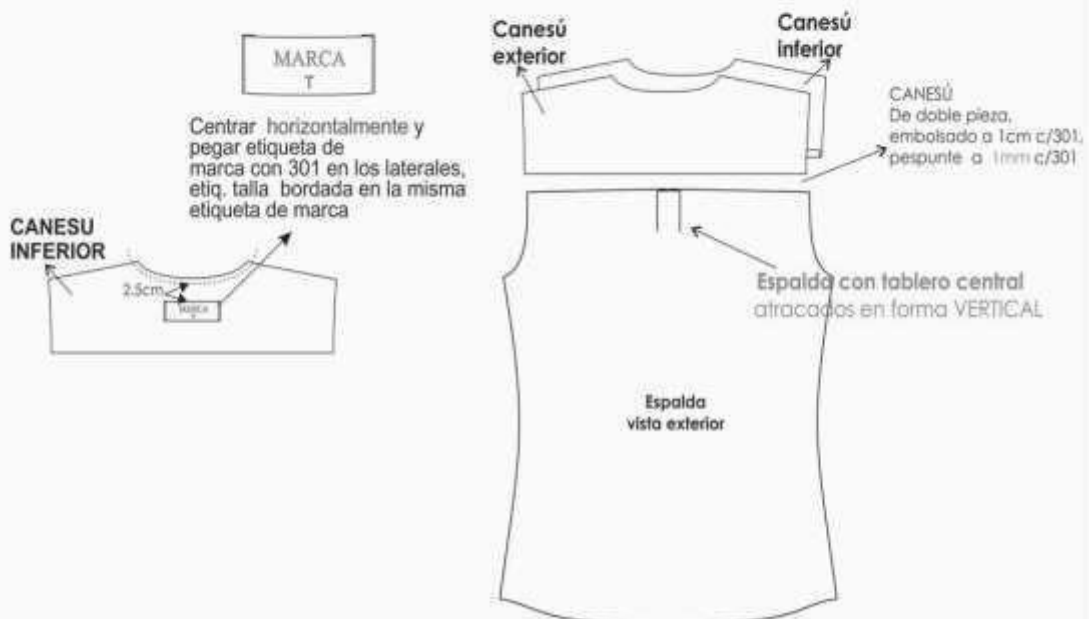 MARCA
T
Centrar horizontalmente y
pegar etiqueta de
marca con 301 en los laterales,
etiq. talla bordada en la misma
etiqueta de marca
CANESU
INFERIOR
2.5cm
MARCA
T
Canesú
exterior
Canesú
inferior
CANESÚ
De doble pieza,
embolsado a 1cm c/301,
pespunte a 1mm c/301
Espalda con tablero central
atracados en forma VERTICAL
Espalda
vista exterior